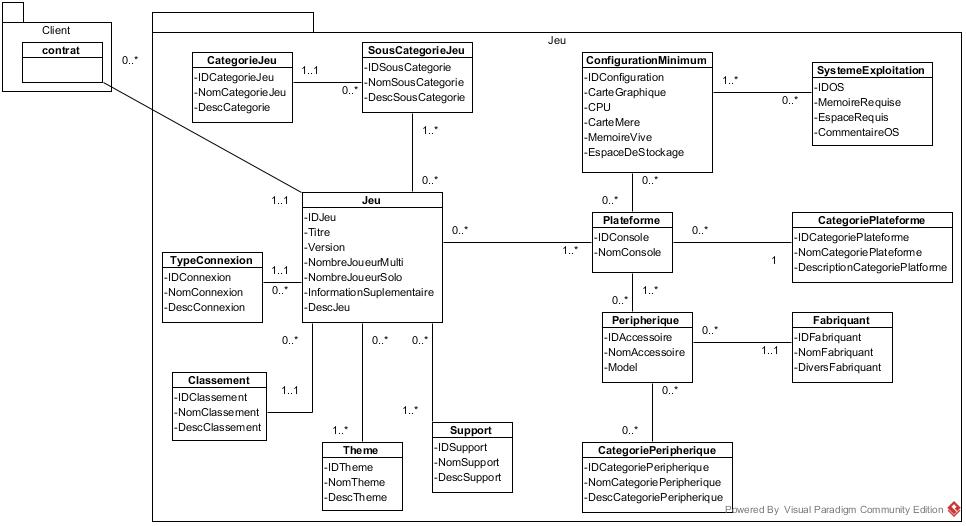 Client
contrat
0..*
1..1
Jeu
CategorieJeu
-IDCategorieJeu
-NomCategorieJeu
-DescCategorie
1..1
0..*
SousCategorieJeu
-IDSousCategorie
-NomSousCategorie
-DescSousCategorie
1..*
0..*
ConfigurationMinimum
-IDConfiguration
-CarteGraphique
-CPU
-CarteMere
-MemoireVive
-EspaceDeStockage
1..*
0..*
SystemeExploitation
-IDOS
-MemoireRequise
-EspaceRequis
-CommentaireOS
0..*
0..*
Jeu
-IDJeu
-Titre
-Version
-NombreJoueurMulti
-NombreJoueurSolo
-InformationSuplementaire
-DescJeu
0..*
1..*
Plateforme
-IDConsole
-NomConsole
0..*
1
CategoriePlateforme
-IDCategoriePlateforme
-NomCategoriePlateforme
-DescriptionCategoriePlatforme
TypeConnexion
-IDConnexion
-NomConnexion
-DescConnexion
1..1
0..*
1..*
0..*
Peripherique
-IDAccessoire
-NomAccessoire
-Model
0..*
1..1
Fabriquant
-IDFabriquant
-NomFabriquant
-DiversFabriquant
0..*
0..*
0..*
Classement
-IDClassement
-NomClassement
-DescClassement
1..1
1..*
1..*
Theme
-IDTheme
-NomTheme
-DescTheme
Support
-IDSupport
-NomSupport
-DescSupport
0..*
0..*
CategoriePeripherique
-IDCategoriePeripherique
-NomCategoriePeripherique
-DescCategoriePeripherique
Powered By Visual Paradigm Community Edition